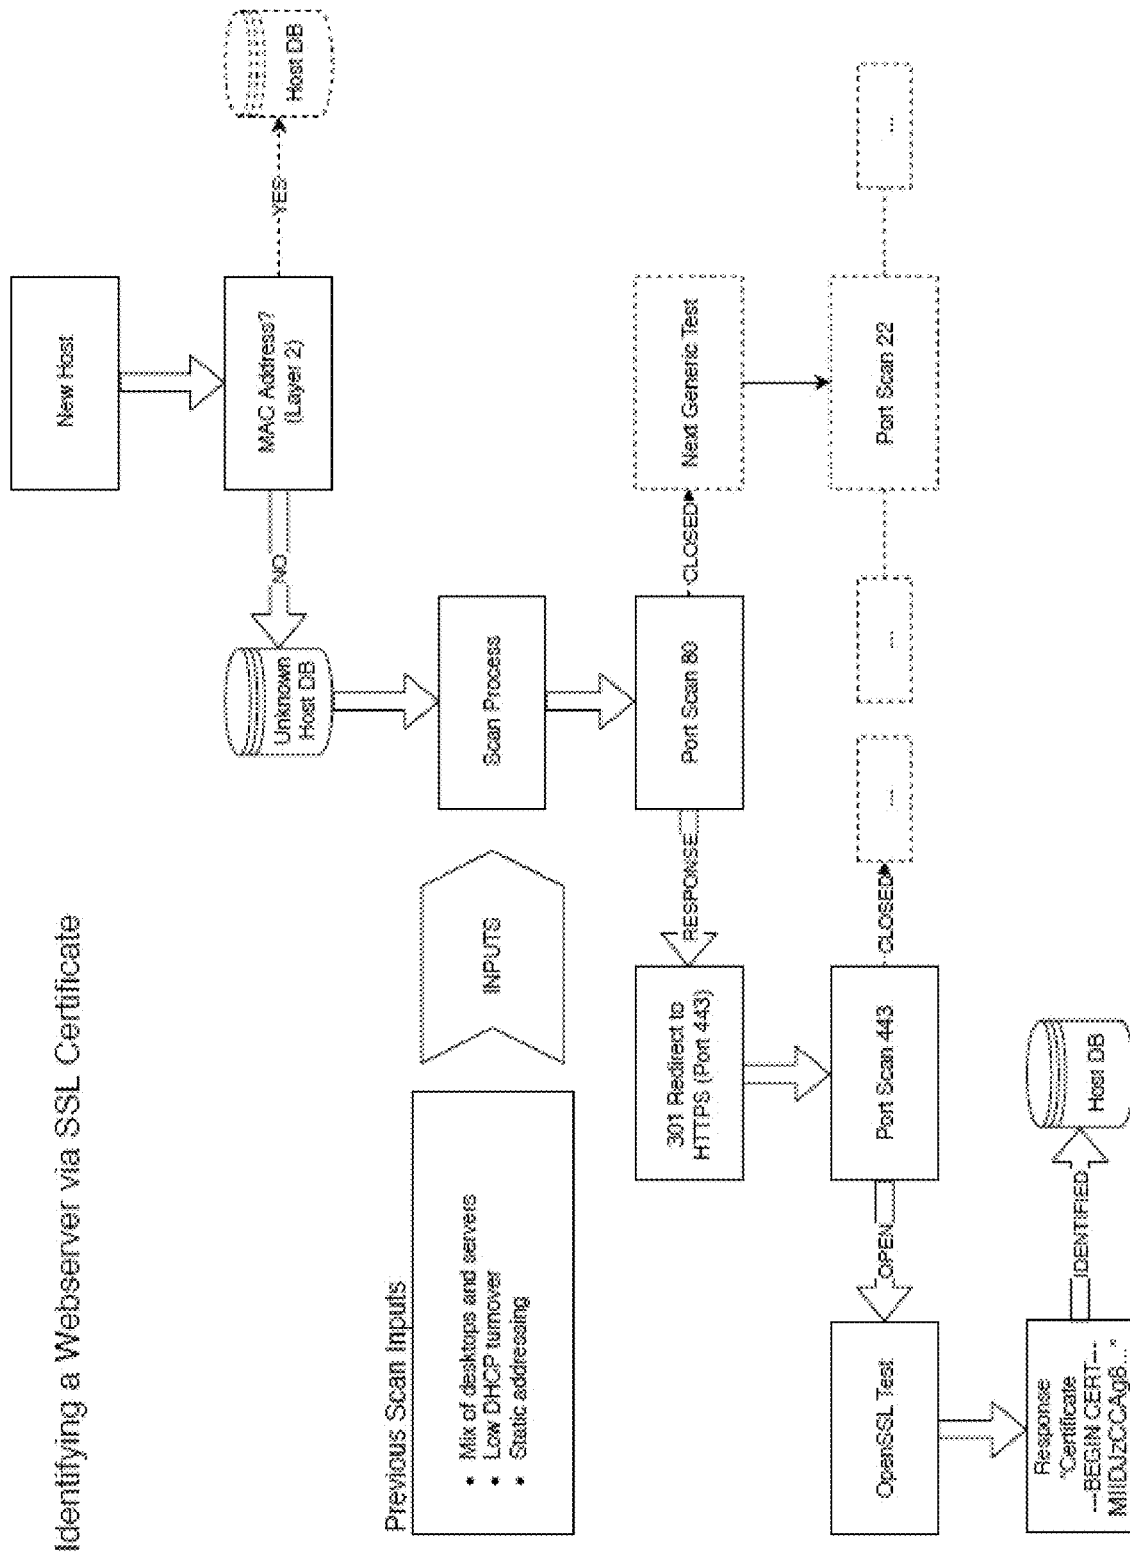 Identifying a Webserver via SSL Certificate
New Host
MAC Address?
(Layer 2)
YES
Host DB
NO
Unknown
Host DB
Previous Scan Inputs
• Mix of desktops and servers
• Low DHCP turnover
• Static addressing
INPUTS
Scan Process
Port Scan 80
CLOSED
Next Generic Test
RESPONSE
301 Redirect to
HTTPS (Port 443)
Port Scan 443
CLOSED
...
...
Port Scan 22
...
OPEN
OpenSSL Test
Response
"Certificate
---BEGIN CERT---
MIIDJzCCAg8..."
IDENTIFIED
Host DB